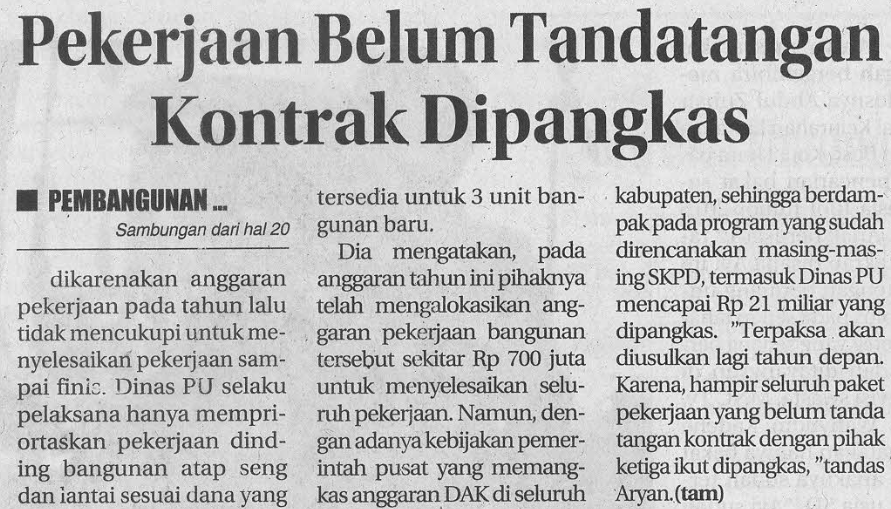 Pekerjaan Belum Tandatangan
Kontrak Dipangkas
■ PEMBANGUNAN ...
Sambungan dari hal 20
dikarenakan anggaran
pekerjaan pada tahun lalu
tidak mencukupi untuk me-
nyelesaikan pekerjaan sam-
pai finis. Dinas PU selaku
pelaksana hanya mempri-
ortaskan pekerjaan dind-
ing bangunan atap seng
dan iantai sesuai dana yang
tersedia untuk 3 unit ban-
gunan baru.
Dia mengatakan, pada
anggaran tahun ini pihaknya
telah mengalokasikan ang-
garan pekerjaan bangunan
tersebut sekitar Rp 700 juta
untuk menyelesaikan selu-
ruh pekerjaan. Namun, den-
gan adanya kebijakan pemer-
intah pusat yang memang-
kas anggaran DAK di seluruh
kabupaten, sehingga berdam-
pak pada program yang sudah
direncanakan masing-mas-
ing SKPD, termasuk Dinas PU
mencapai Rp 21 miliar yang
dipangkas. ”Terpaksa akan
diusulkan lagi tahun depan.
Karena, hampir seluruh paket
pekerjaan yang belum tanda
tangan kontrak dengan pihak
ketiga ikut dipangkas, ”tandas
Aryan.(tam)